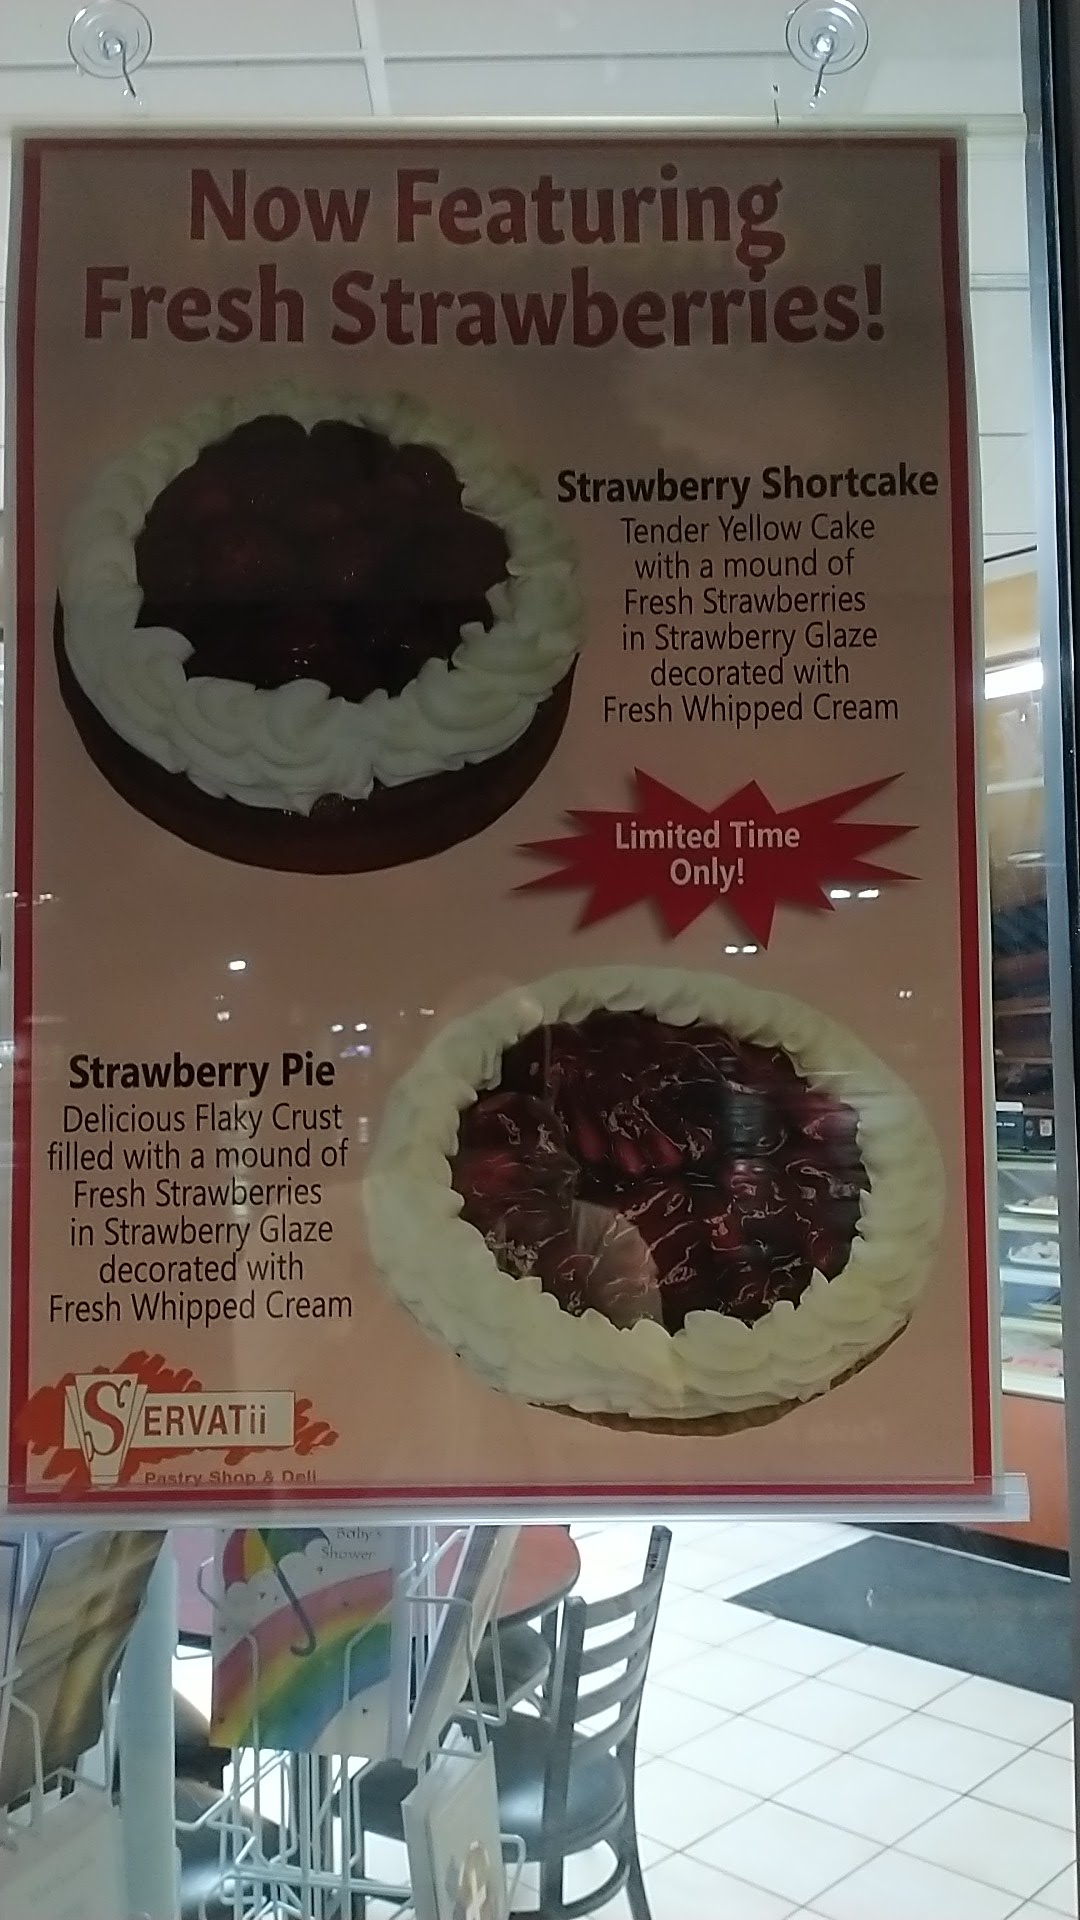 Now Featuring
Fresh Strawberries!
Strawberry Shortcake
Tender Yellow Cake
with a mound of
Fresh Strawberries
in Strawberry Glaze
decorated with
Fresh Whipped Cream
Limited Time
Only!
Strawberry Pie
Delicious Flaky Crust
filled with a mound of
Fresh Strawberries
in Strawberry Glaze
decorated with
Fresh Whipped Cream
SERVATii
Pastry Shop & Deli
Baby's
Shower